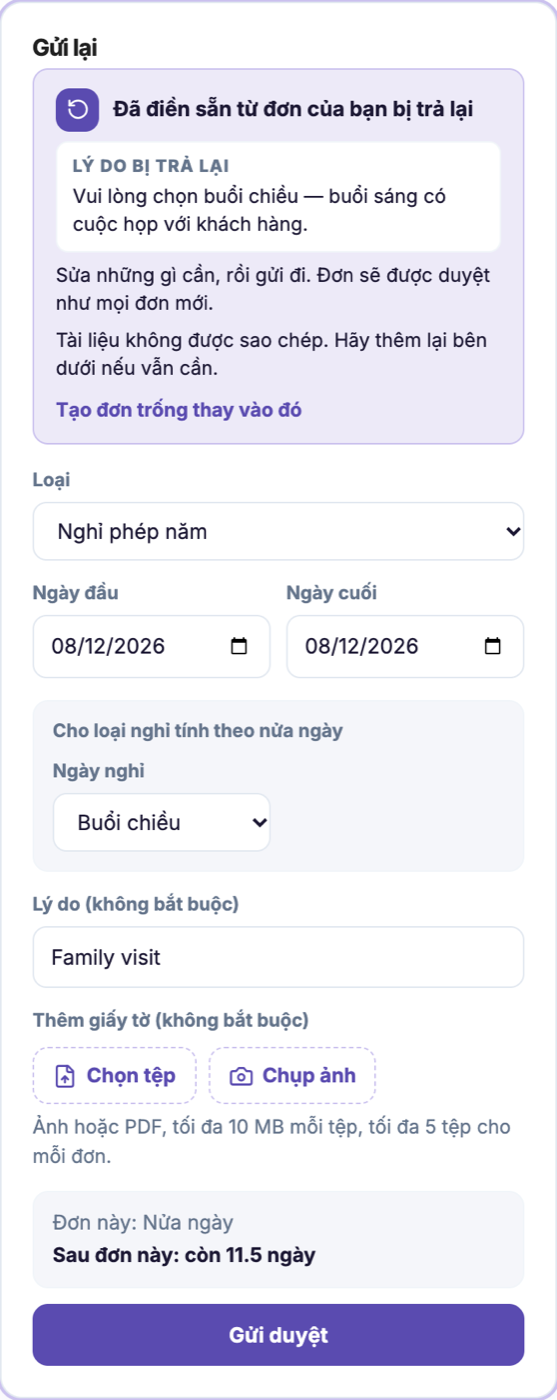 Gửi lại
Đã điền sẵn từ đơn của bạn bị trả lại
LÝ DO BỊ TRẢ LẠI
Vui lòng chọn buổi chiều — buổi sáng có
cuộc họp với khách hàng.
Sửa những gì cần, rồi gửi đi. Đơn sẽ được duyệt
như mọi đơn mới.
Tài liệu không được sao chép. Hãy thêm lại bên
dưới nếu vẫn cần.
Tạo đơn trống thay vào đó
Loại
Nghỉ phép năm
Ngày đầu Ngày cuối
08/12/2026 08/12/2026
Cho loại nghỉ tính theo nửa ngày
Ngày nghỉ
Buổi chiều
Lý do (không bắt buộc)
Family visit
Thêm giấy tờ (không bắt buộc)
Chọn tệp Chụp ảnh
Ảnh hoặc PDF, tối đa 10 MB mỗi tệp, tối đa 5 tệp cho
mỗi đơn.
Đơn này: Nửa ngày
Sau đơn này: còn 11.5 ngày
Gửi duyệt